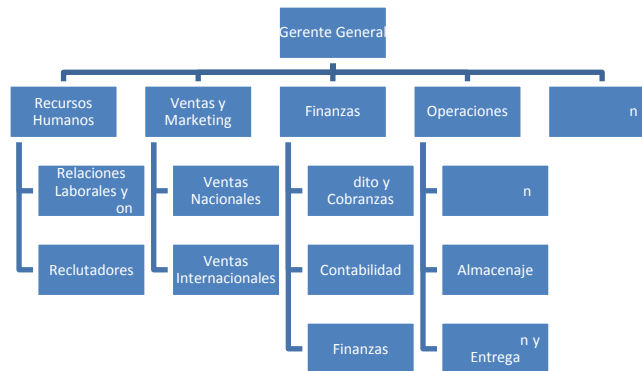 Gerente General
Recursos
Humanos
Ventas y
Marketing
Finanzas
Operaciones
n
Relaciones
Laborales y
on
Ventas
Nacionales
dito y
Cobranzas
n
Reclutadores
Ventas
Internacionales
Contabilidad
Almacenaje
Finanzas
n y
Entrega